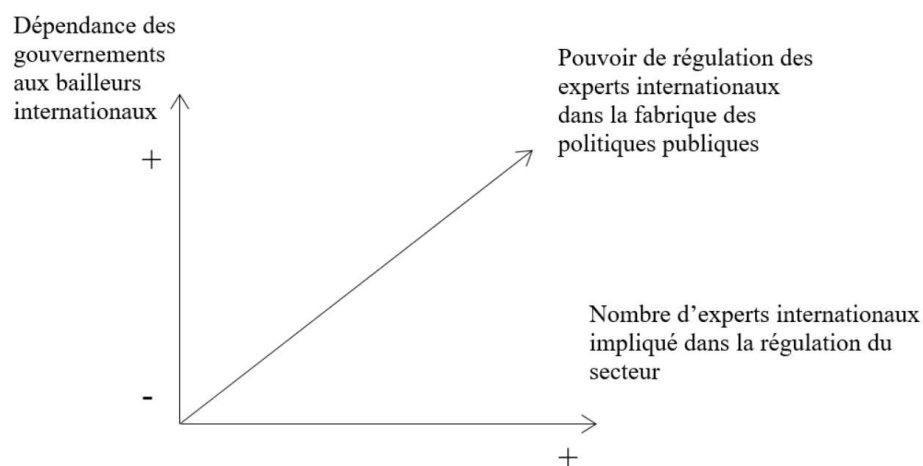 Dépendance des
gouvernements
aux bailleurs
internationaux
+
Pouvoir de régulation des
experts internationaux
dans la fabrique des
politiques publiques
Nombre d’experts internationaux
impliqué dans la régulation du
secteur
-
+